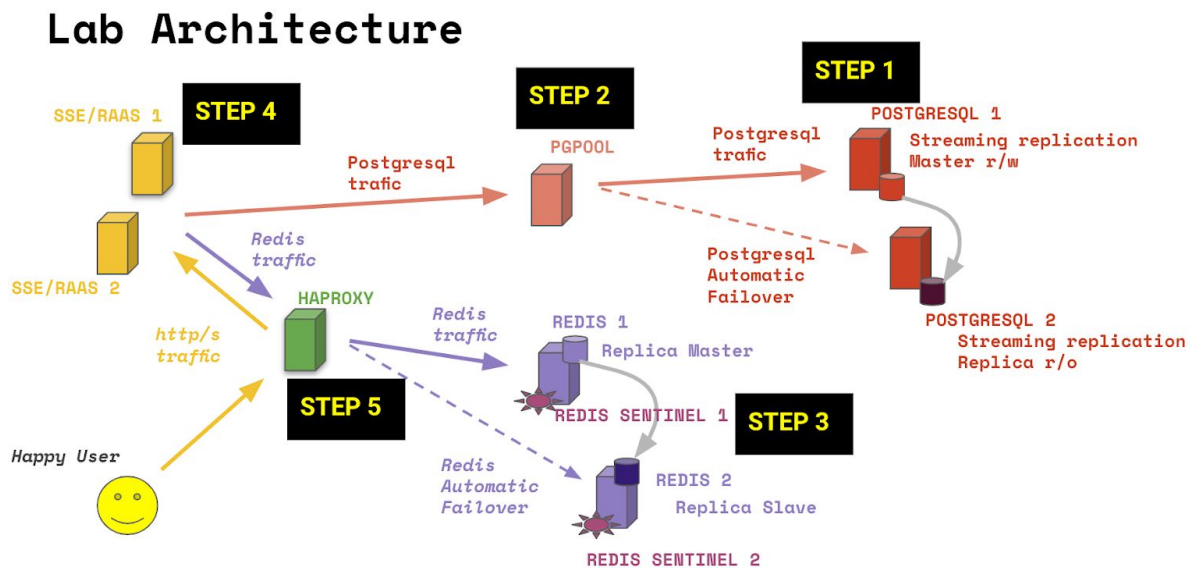 Lab Architecture
STEP 1
STEP 2
STEP 4
SSE/RAAS 1
POSTGRESQL 1
Streaming replication
Master r/w
Postgresql
trafic
PGPOOL
Postgresql
trafic
Redis
traffic
SSE/RAAS 2
Postgresql
Automatic
Failover
HAPROXY
POSTGRESQL 2
Streaming replication
Replica r/o
http/s
traffic
Redis
traffic
REDIS 1
Replica Master
STEP 5
REDIS SENTINEL 1
STEP 3
Happy User
Redis
Automatic
Failover
REDIS 2
Replica Slave
REDIS SENTINEL 2